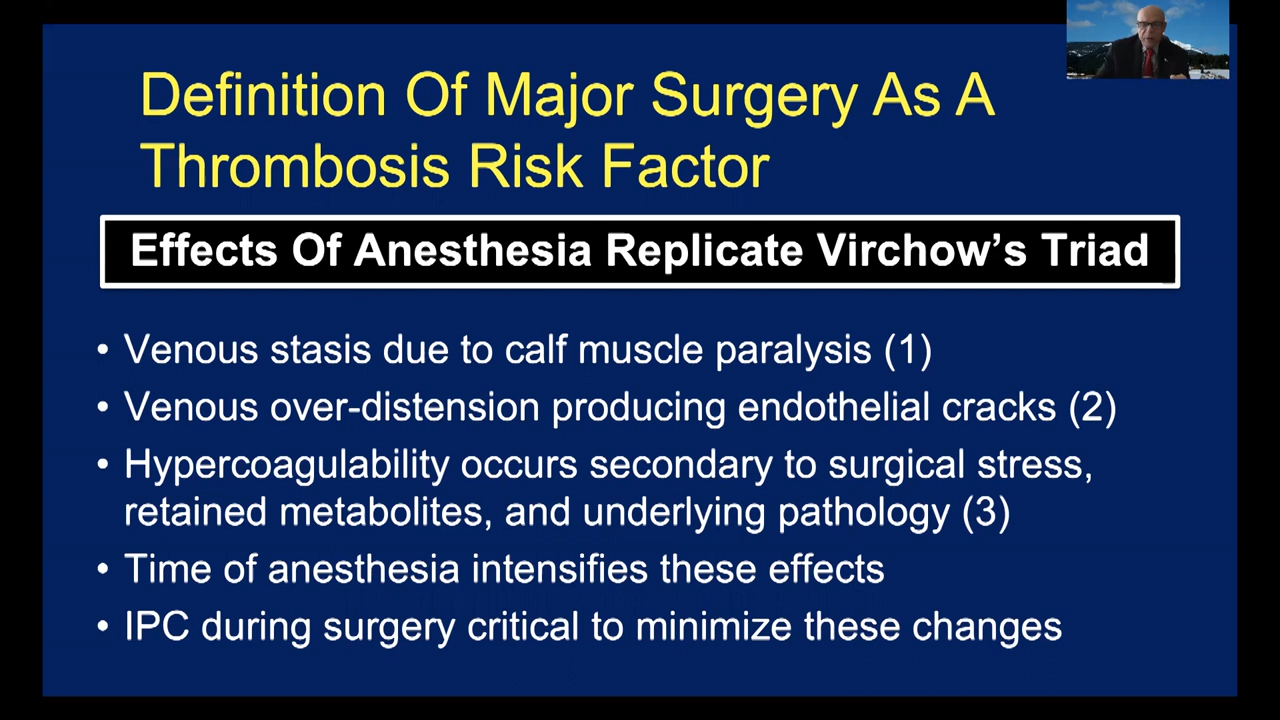 Definition Of Major Surgery As A
Thrombosis Risk Factor
Effects Of Anesthesia Replicate Virchow’s Triad
• Venous stasis due to calf muscle paralysis (1)
• Venous over-distension producing endothelial cracks (2)
• Hypercoagulability occurs secondary to surgical stress,
retained metabolites, and underlying pathology (3)
• Time of anesthesia intensifies these effects
• IPC during surgery critical to minimize these changes